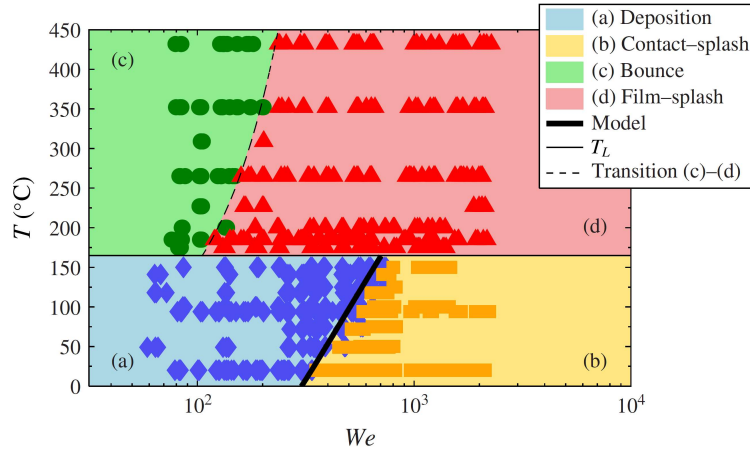 (a) Deposition
(b) Contact–splash
(c) Bounce
(d) Film–splash
Model
T_L
Transition (c)–(d)
450
400
350
300
250
200
150
100
50
0
T (°C)
(c)
(d)
(a)
(b)
10^2
10^3
10^4
We